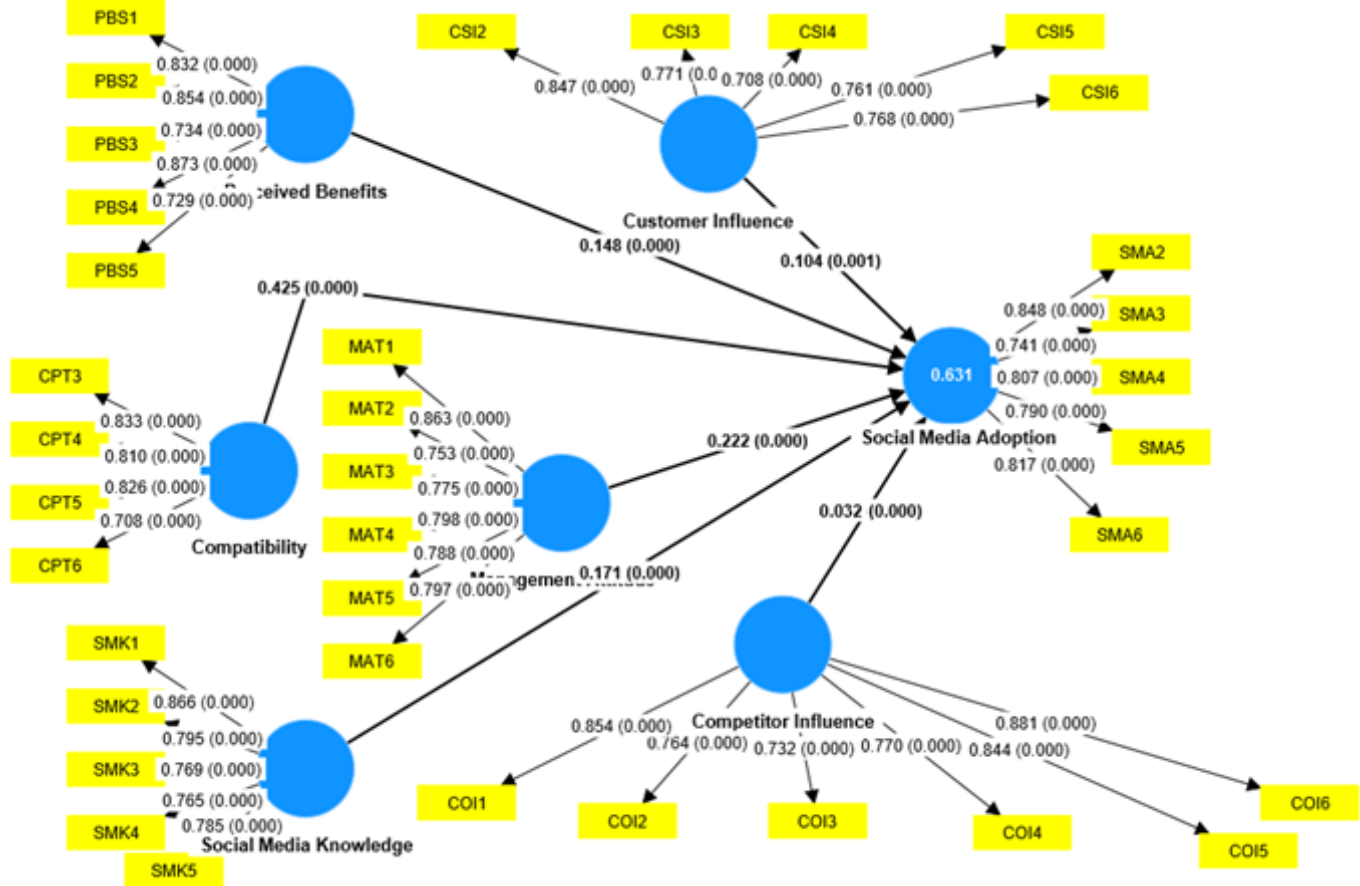 PBS1
PBS2
PBS3
PBS4
PBS5
0.832 (0.000)
0.854 (0.000)
0.734 (0.000)
0.873 (0.000)
0.729 (0.000)
ceived Benefits
CSI2
CSI3
CSI4
CSI5
CSI6
0.847 (0.000)
0.771 (0.0
0.708 (0.000)
0.761 (0.000)
0.768 (0.000)
Customer Influence
0.148 (0.000)
0.104 (0.001)
0.425 (0.000)
SMA2
SMA3
SMA4
SMA5
SMA6
0.848 (0.000)
0.741 (0.000)
0.807 (0.000)
0.790 (0.000)
0.817 (0.000)
0.631
Social Media Adoption
CPT3
CPT4
CPT5
CPT6
0.833 (0.000)
0.810 (0.000)
0.826 (0.000)
0.708 (0.000)
Compatibility
MAT1
MAT2
MAT3
MAT4
MAT5
MAT6
0.863 (0.000)
0.753 (0.000)
0.775 (0.000)
0.798 (0.000)
0.788 (0.000)
0.797 (0.000)
0.222 (0.000)
0.171 (0.000)
0.032 (0.000)
SMK1
SMK2
SMK3
SMK4
SMK5
0.866 (0.000)
0.795 (0.000)
0.769 (0.000)
0.765 (0.000)
0.785 (0.000)
Social Media Knowledge
Competitor Influence
0.854 (0.000)
0.764 (0.000)
0.732 (0.000)
0.770 (0.000)
0.844 (0.000)
0.881 (0.000)
COI1
COI2
COI3
COI4
COI5
COI6